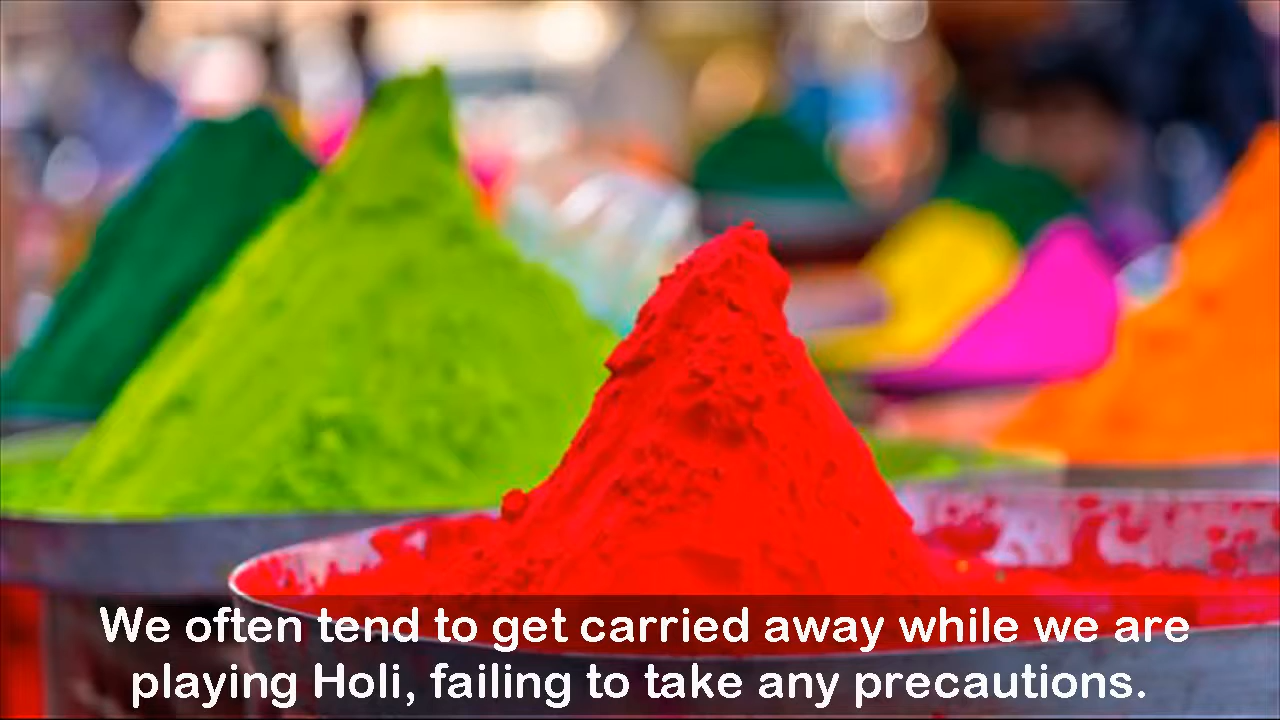 We often tend to get carried away while we are
playing Holi, failing to take any precautions.